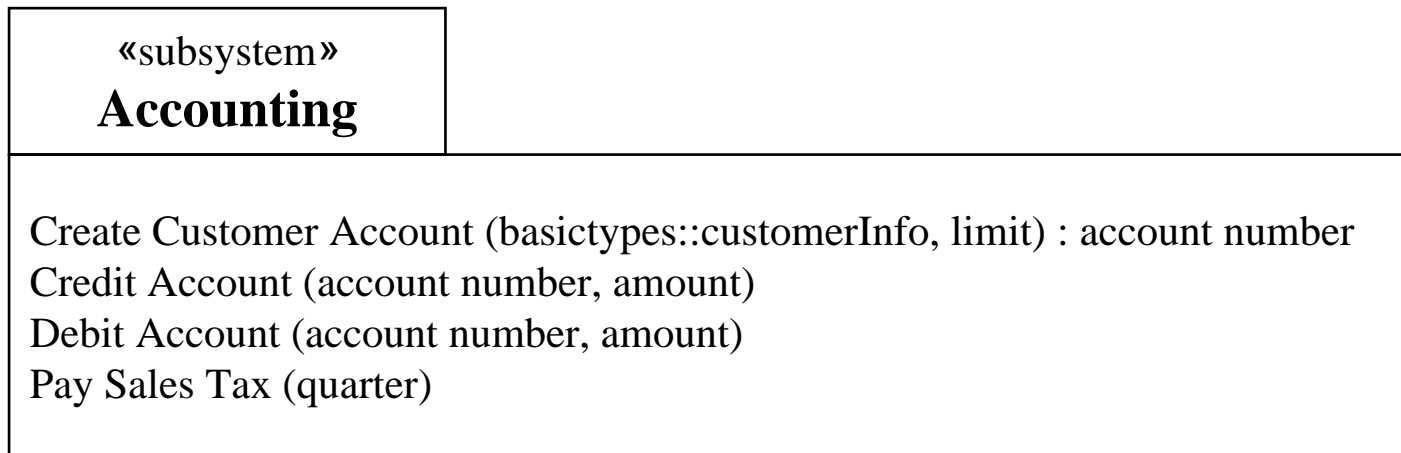 «subsystem»
Accounting
Create Customer Account (basictypes::customerInfo, limit) : account number
Credit Account (account number, amount)
Debit Account (account number, amount)
Pay Sales Tax (quarter)